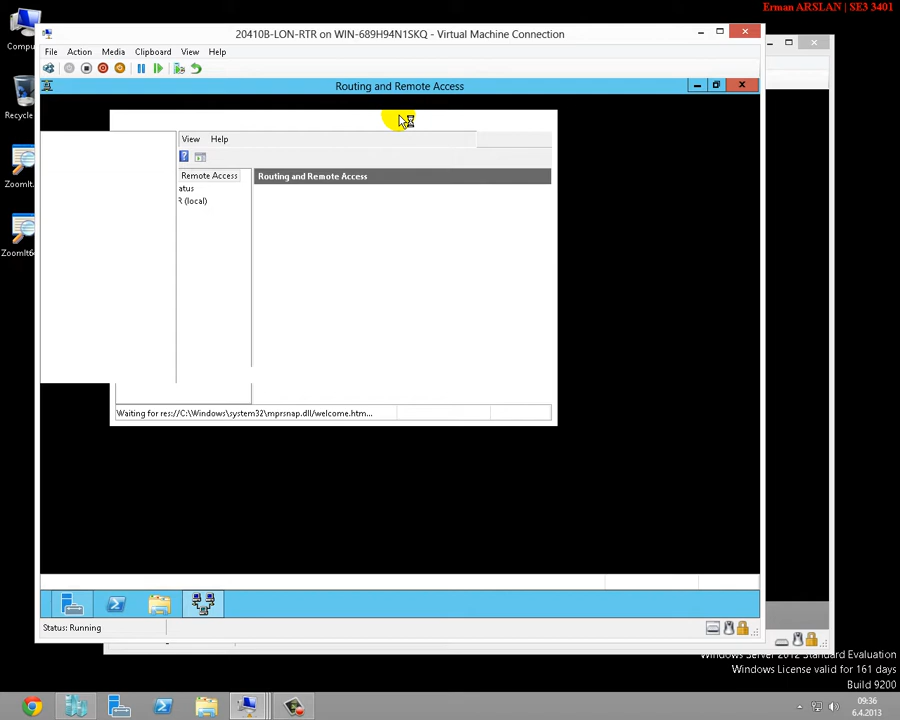 Erman ARSLAN | SE3 3401
20410B-LON-RTR on WIN-689H94N1SKQ - Virtual Machine Connection
File Action Media Clipboard View Help
Routing and Remote Access
View Help
Remote Access
Routing and Remote Access
atus
R (local)
Waiting for res://C:\Windows\system32\mprsnap.dll/welcome.htm...
Status: Running
Compu
Recycle
ZoomIt.
ZoomIt6
Windows Server 2012 Standard Evaluation
Windows License valid for 161 days
Build 9200
09:36
6.4.2013